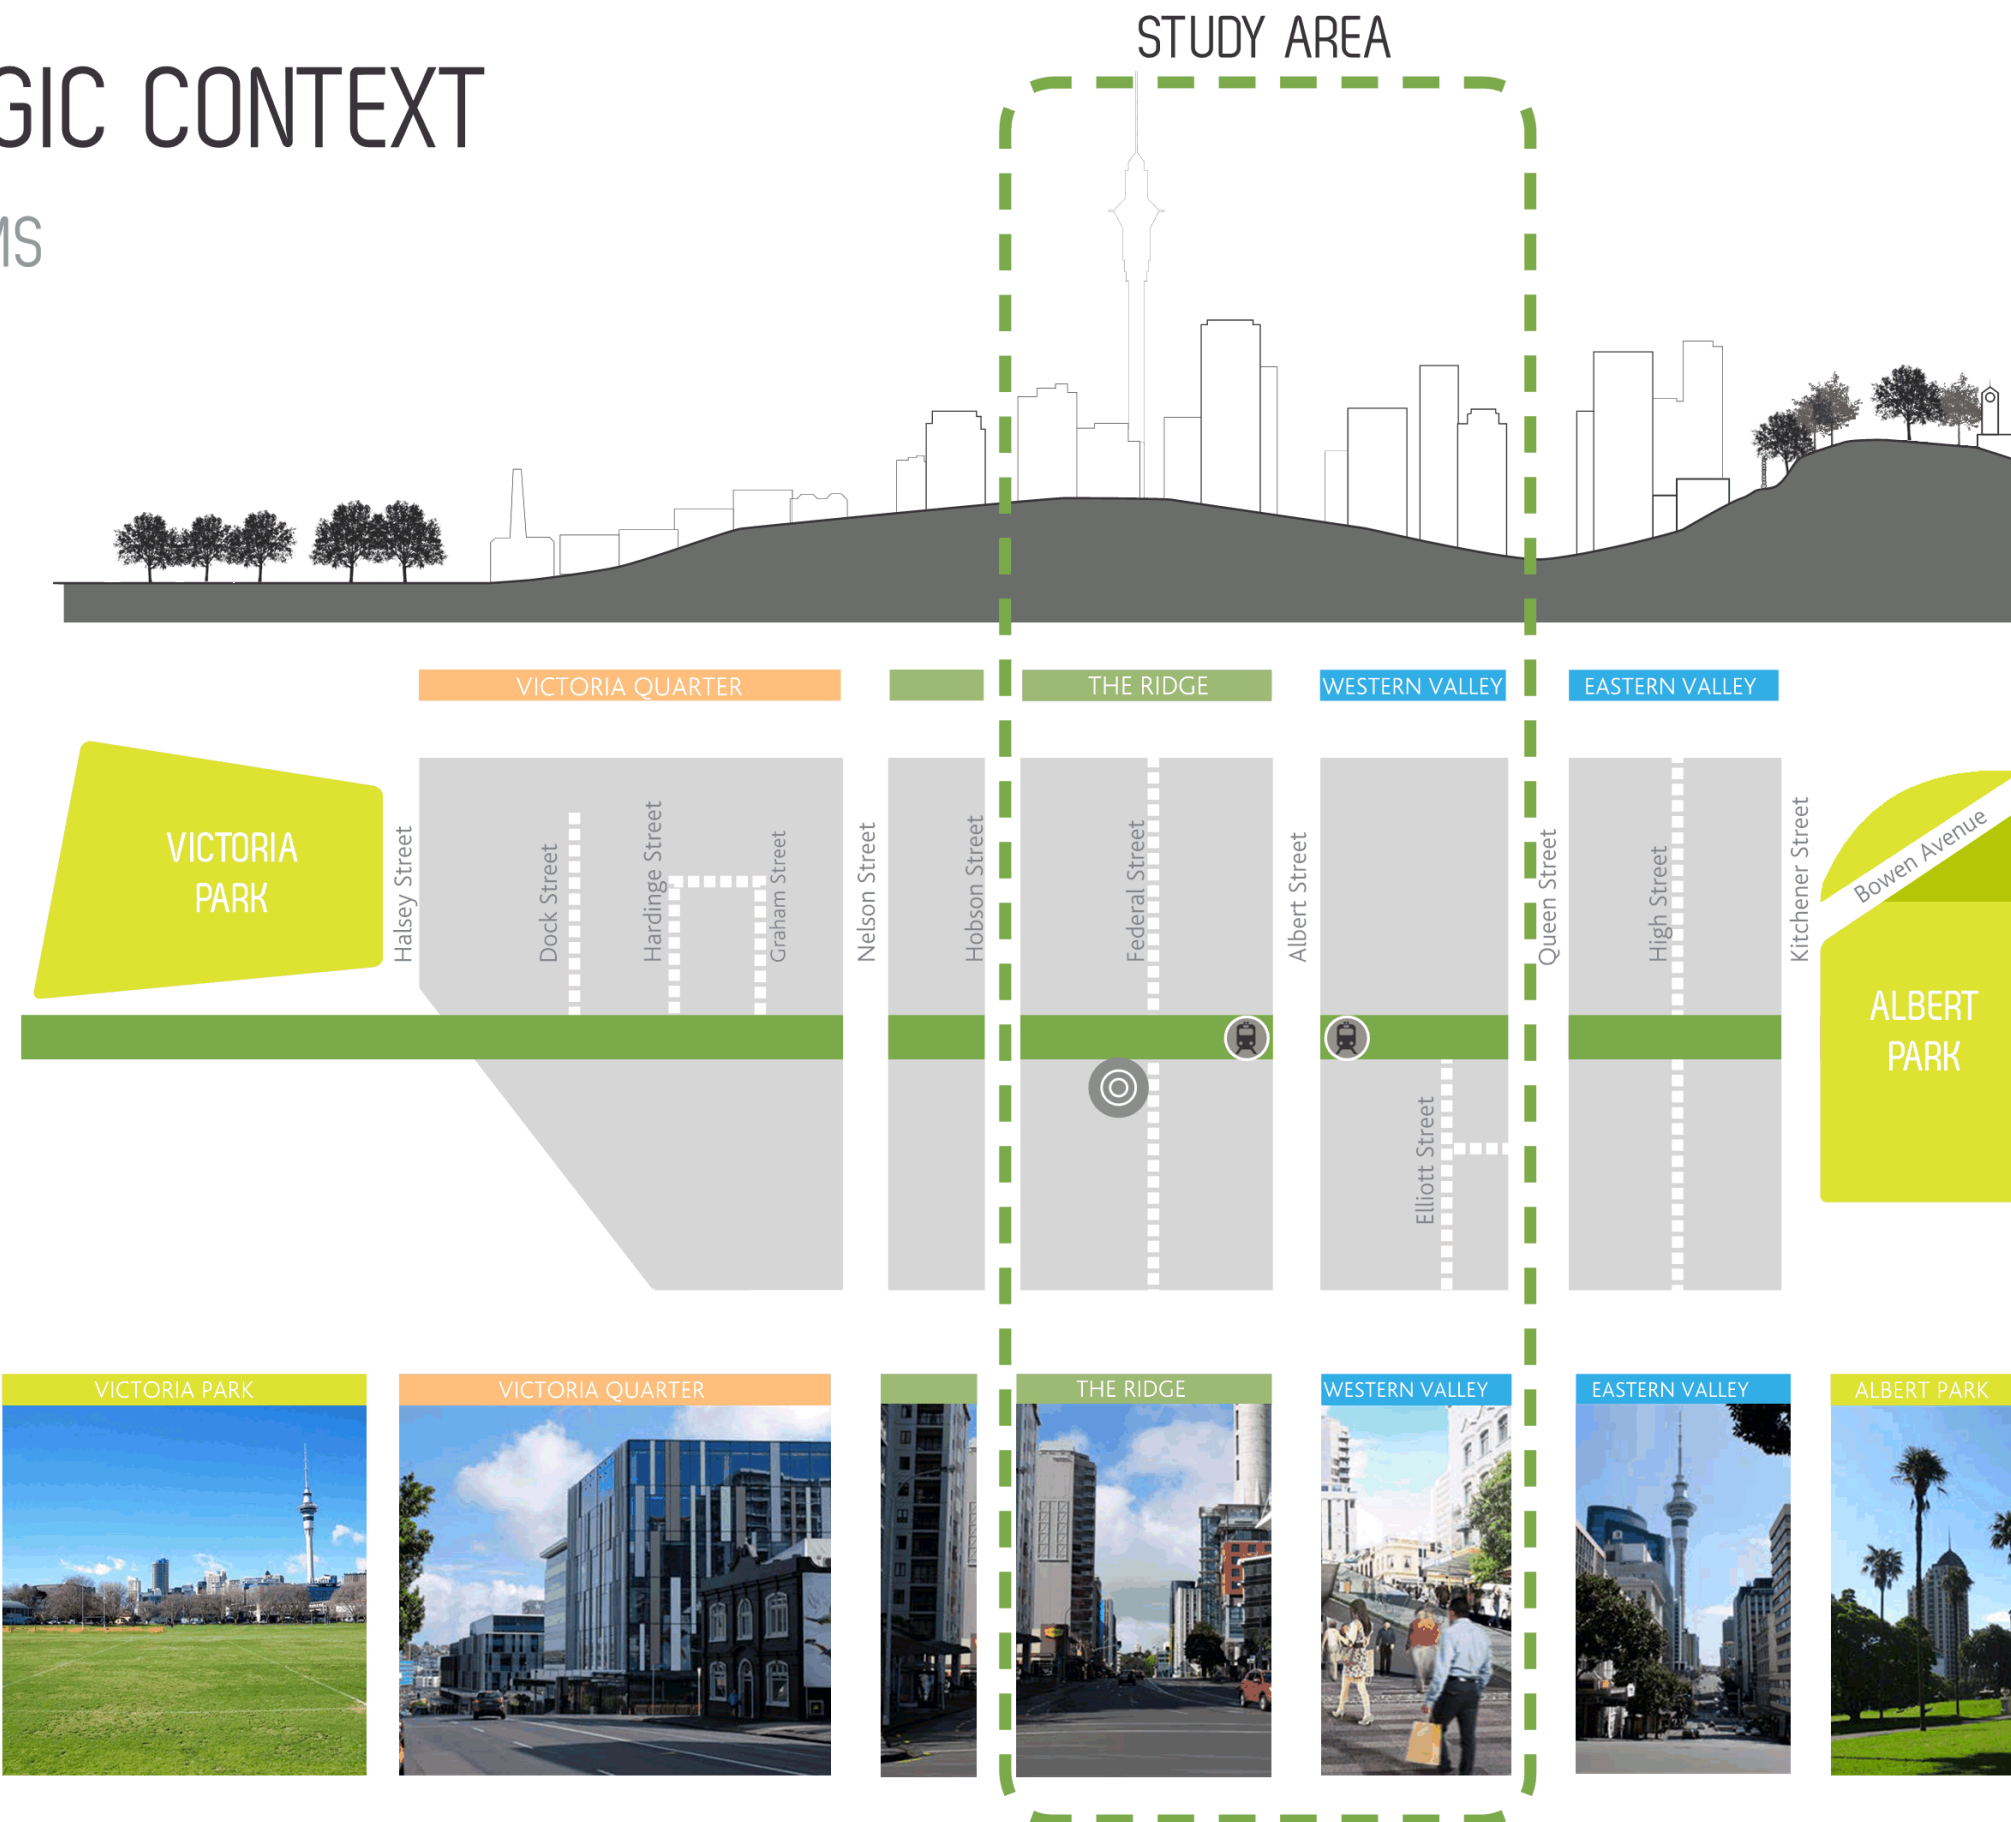 STUDY AREA
GIC CONTEXT
MS
VICTORIA QUARTER
THE RIDGE
WESTERN VALLEY
EASTERN VALLEY
VICTORIA
PARK
Halsey Street
Dock Street
Hardinge Street
Graham Street
Nelson Street
Hobson Street
Federal Street
Albert Street
Queen Street
High Street
Kitchener Street
Bowen Avenue
ALBERT
PARK
Elliott Street
VICTORIA PARK
VICTORIA QUARTER
THE RIDGE
WESTERN VALLEY
EASTERN VALLEY
ALBERT PARK